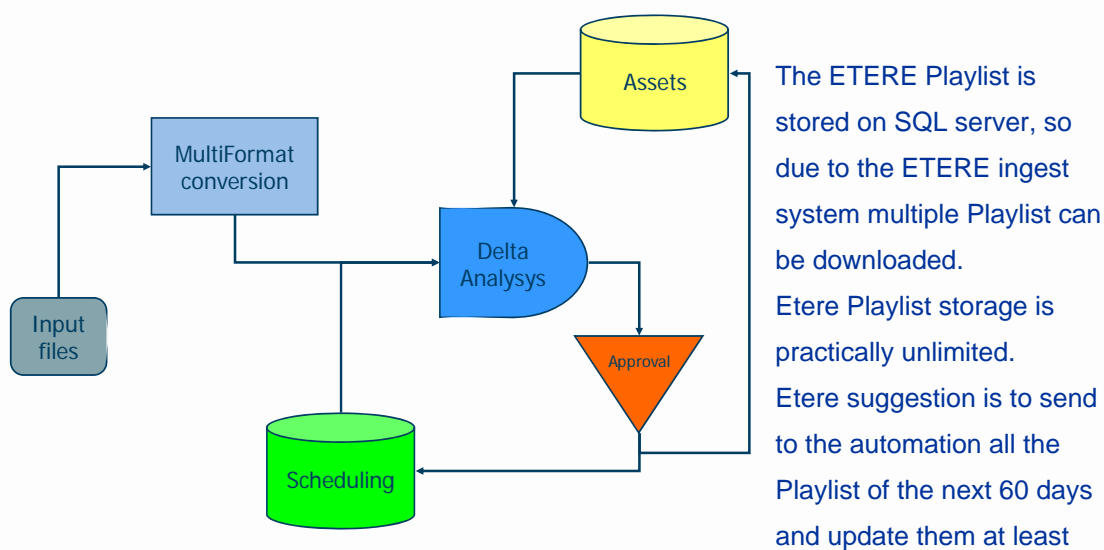 Assets
MultiFormat
conversion
Delta
Analysys
Input
files
Approval
Scheduling
The ETERE Playlist is
stored on SQL server, so
due to the ETERE ingest
system multiple Playlist can
be downloaded.
Etere Playlist storage is
practically unlimited.
Etere suggestion is to send
to the automation all the
Playlist of the next 60 days
and update them at least